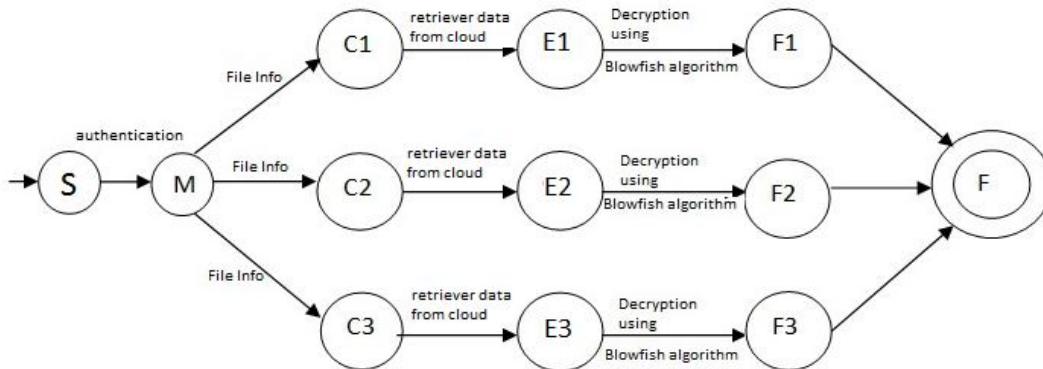 retriever data
from cloud
Decryption
using
Blowfish algorithm
C1
E1
F1
File Info
authentication
S
M
File Info
C2
retriever data
from cloud
E2
Decryption
using
Blowfish algorithm
F2
F
File Info
C3
retriever data
from cloud
E3
Decryption
using
Blowfish algorithm
F3